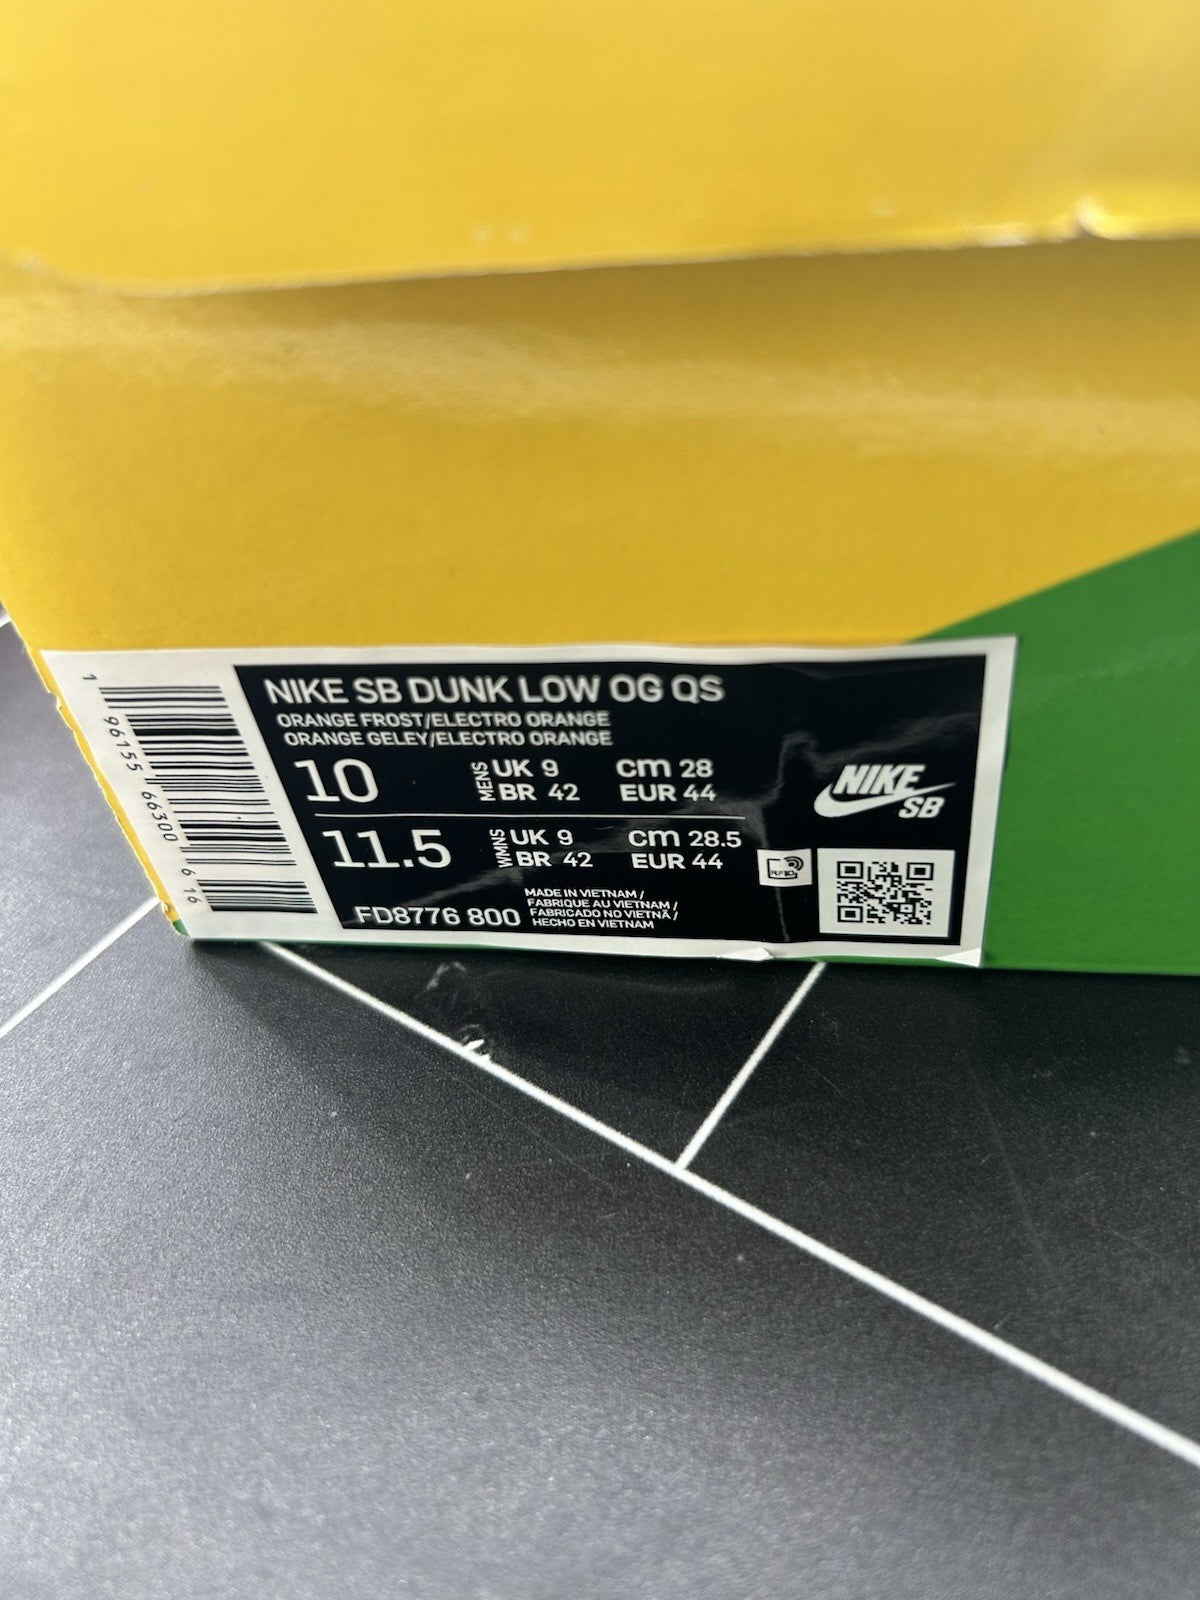 NIKE SB DUNK LOW OG QS
ORANGE FROST/ELECTRO ORANGE
ORANGE GELEY/ELECTRO ORANGE
10
MENS
UK 9
cm 28
BR 42
EUR 44
11.5
WMNS
UK 9
cm 28.5
BR 42
EUR 44
FD8776 800
MADE IN VIETNAM /
FABRIQUE AU VIETNAM /
FABRICADO NO VIETNÃ /
HECHO EN VIETNAM
NIKE
SB
RFID
1 96155 66300 6 16